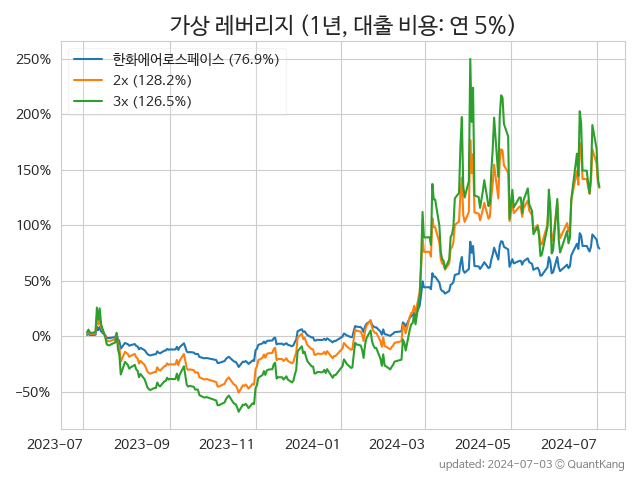 가상 레버리지 (1년, 대출 비용: 연 5%)
250%
200%
150%
100%
50%
0%
−50%
한화에어로스페이스 (76.9%)
2x (128.2%)
3x (126.5%)
2023-07 2023-09 2023-11 2024-01 2024-03 2024-05 2024-07
updated: 2024-07-03 © QuantKang